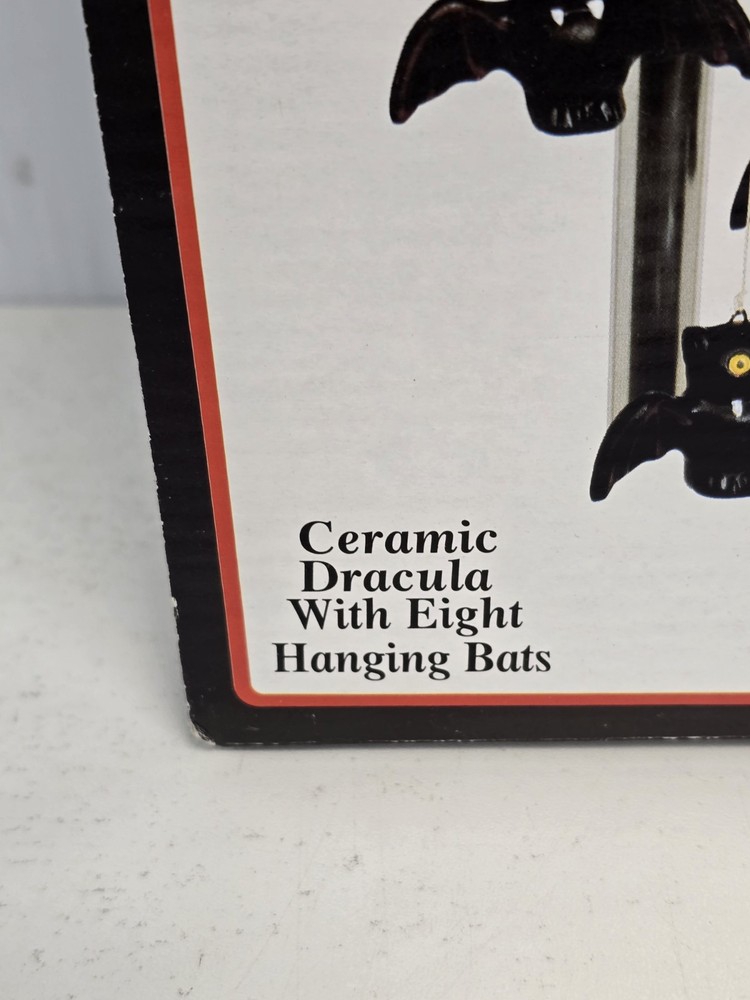 Ceramic
Dracula
With Eight
Hanging Bats